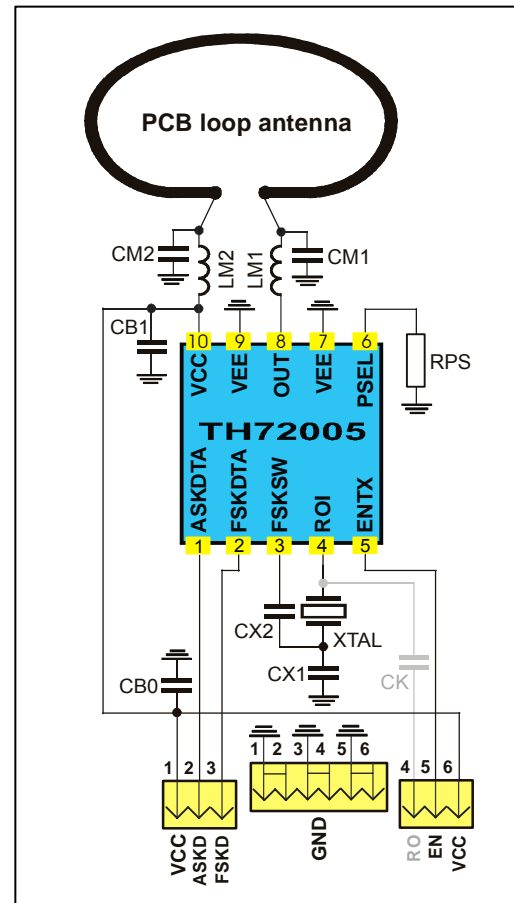 PCB loop antenna
CM2
LM2
LM1
CM1
CB1
10
9
8
7
6
VCC
VEE
OUT
VEE
PSEL
RPS
TH72005
ASKDTA
FSKDTA
FSKSW
ROI
ENTX
1
2
3
4
5
CX2
XTAL
CX1
CK
CB0
1 2 3
1 2 3 4 5 6
4 5 6
VCC
ASKD
FSKD
GND
RO
EN
VCC